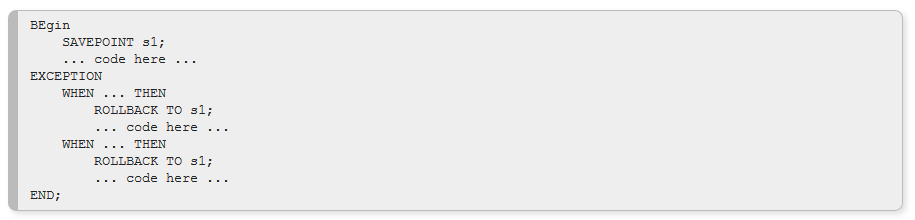 BEgin
    SAVEPOINT s1;
    ... code here ...
EXCEPTION
    WHEN ... THEN
        ROLLBACK TO s1;
        ... code here ...
    WHEN ... THEN
        ROLLBACK TO s1;
        ... code here ...
END;